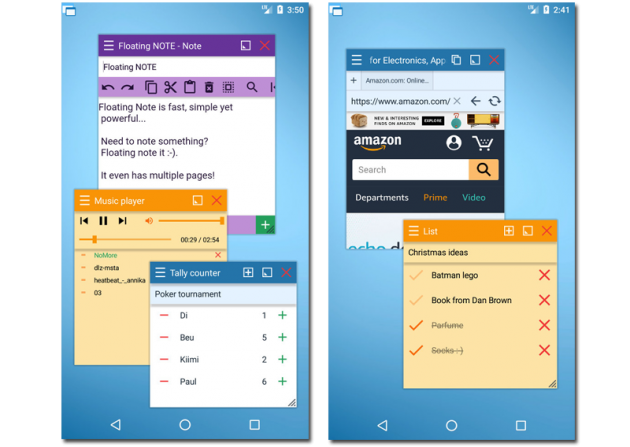 3:50
Floating NOTE - Note
Floating NOTE
Floating Note is fast, simple yet
powerful...
Need to note something?
Floating note it :-).
It even has multiple pages!
Music player
00:29 / 02:54
NoMore
dlz-msta
heatbeat_-_annika
03
Tally counter
Poker tournament
Di 1
Beu 5
Kiimi 2
Paul 6
2:41
for Electronics, App
Amazon.com: Online...
https://www.amazon.com/
NEW & INTERESTING
FINDS ON AMAZON
EXPLORE
amazon
Search
Departments Prime Video
echo do
List
Christmas ideas
Batman lego
Book from Dan Brown
Parfume
Socks :-)